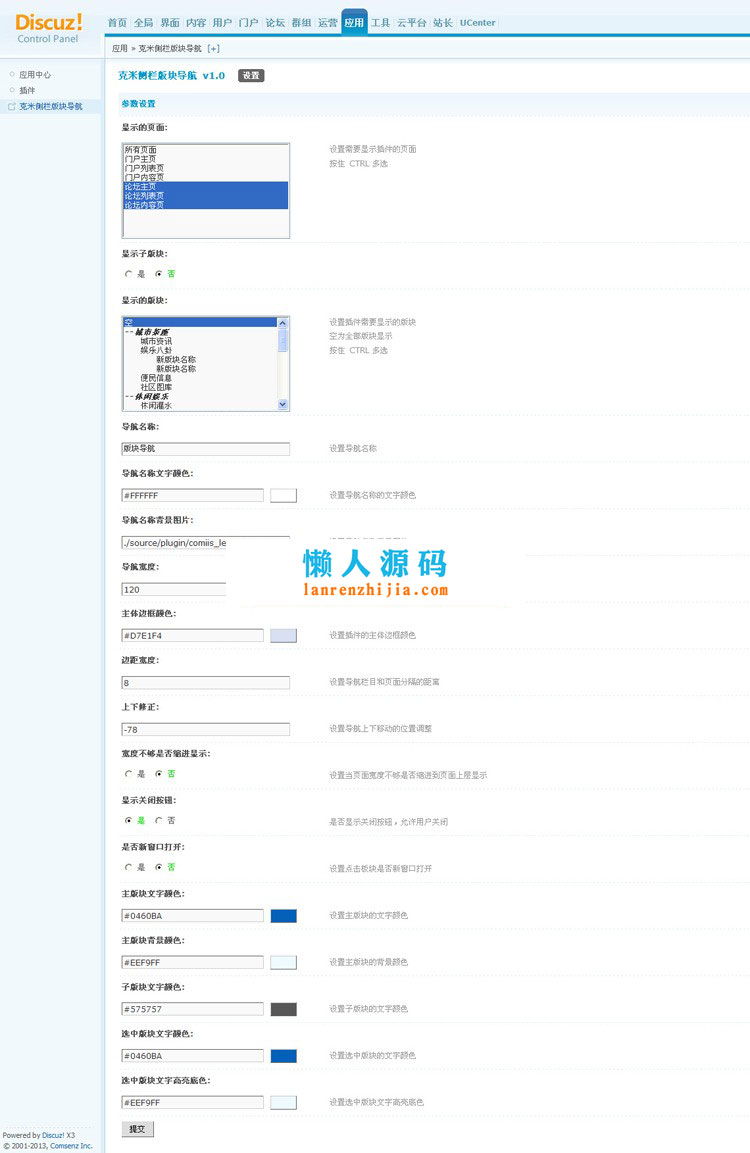 Discuz!
Control Panel
首页 全局 界面 内容 用户 门户 论坛 群组 运营 应用 工具 云平台 站长 UCenter
应用 » 克米侧栏版块导航 [+]
应用中心
插件
克米侧栏版块导航
克米侧栏版块导航 v1.0 设置
参数设置
显示的页面:
所有页面
门户主页
门户列表页
门户内容页
论坛主页
论坛列表页
论坛内容页
设置需要显示插件的页面
按住 CTRL 多选
显示子版块:
是 否
显示的版块:
空
--城市茶座
城市资讯
娱乐八卦
新版块名称
新版块名称
便民信息
社区图库
--休闲娱乐
休闲灌水
设置插件需要显示的版块
空为全部版块显示
按住 CTRL 多选
导航名称:
版块导航
设置导航名称
导航名称文字颜色:
#FFFFFF
设置导航名称的文字颜色
导航名称背景图片:
./source/plugin/comiis_le
导航宽度:
120
懒人源码
lanrenzhijia.com
主体边框颜色:
#D7E1F4
设置插件的主体边框颜色
边距宽度:
8
设置导航栏目和页面分隔的距离
上下修正:
-78
设置导航上下移动的位置调整
宽度不够是否缩进显示:
是 否
设置当页面宽度不够是否缩进到页面上层显示
显示关闭按钮:
是 否
是否显示关闭按钮，允许用户关闭
是否新窗口打开:
是 否
设置点击板块是否新窗口打开
主版块文字颜色:
#0460BA
设置主版块的文字颜色
主版块背景颜色:
#EEF9FF
设置主版块的背景颜色
子版块文字颜色:
#575757
设置子版块的文字颜色
选中版块文字颜色:
#0460BA
设置选中版块的文字颜色
选中版块文字高亮底色:
#EEF9FF
设置选中版块文字高亮底色
提交
Powered by Discuz! X3
© 2001-2013, Comsenz Inc.